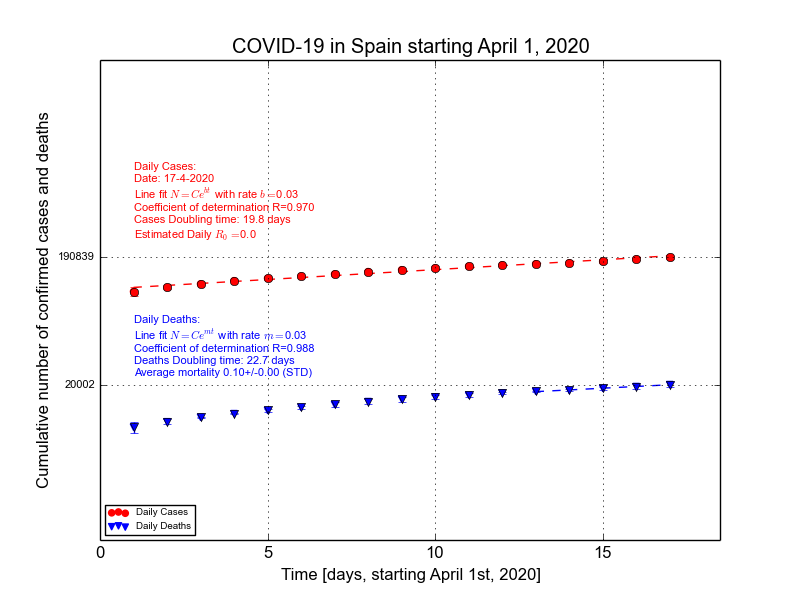 COVID-19 in Spain starting April 1, 2020
Cumulative number of confirmed cases and deaths
Daily Cases:
Date: 17-4-2020
Line fit N = Ce^{bt} with rate b =0.03
Coefficient of determination R=0.970
Cases Doubling time: 19.8 days
Estimated Daily R_0 =0.0
190839
Daily Deaths:
Line fit N = Ce^{mt} with rate m =0.03
Coefficient of determination R=0.988
Deaths Doubling time: 22.7 days
Average mortality 0.10+/-0.00 (STD)
20002
Daily Cases
Daily Deaths
0 5 10 15
Time [days, starting April 1st, 2020]